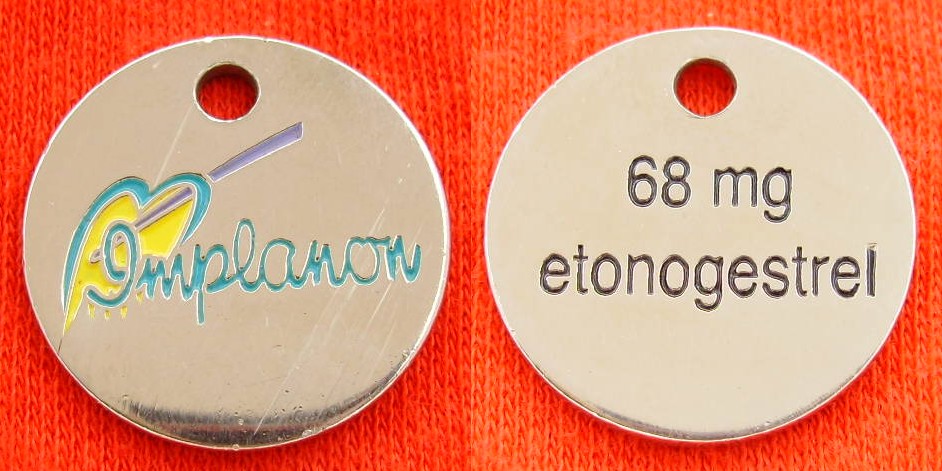 Implanon
68 mg
etonogestrel